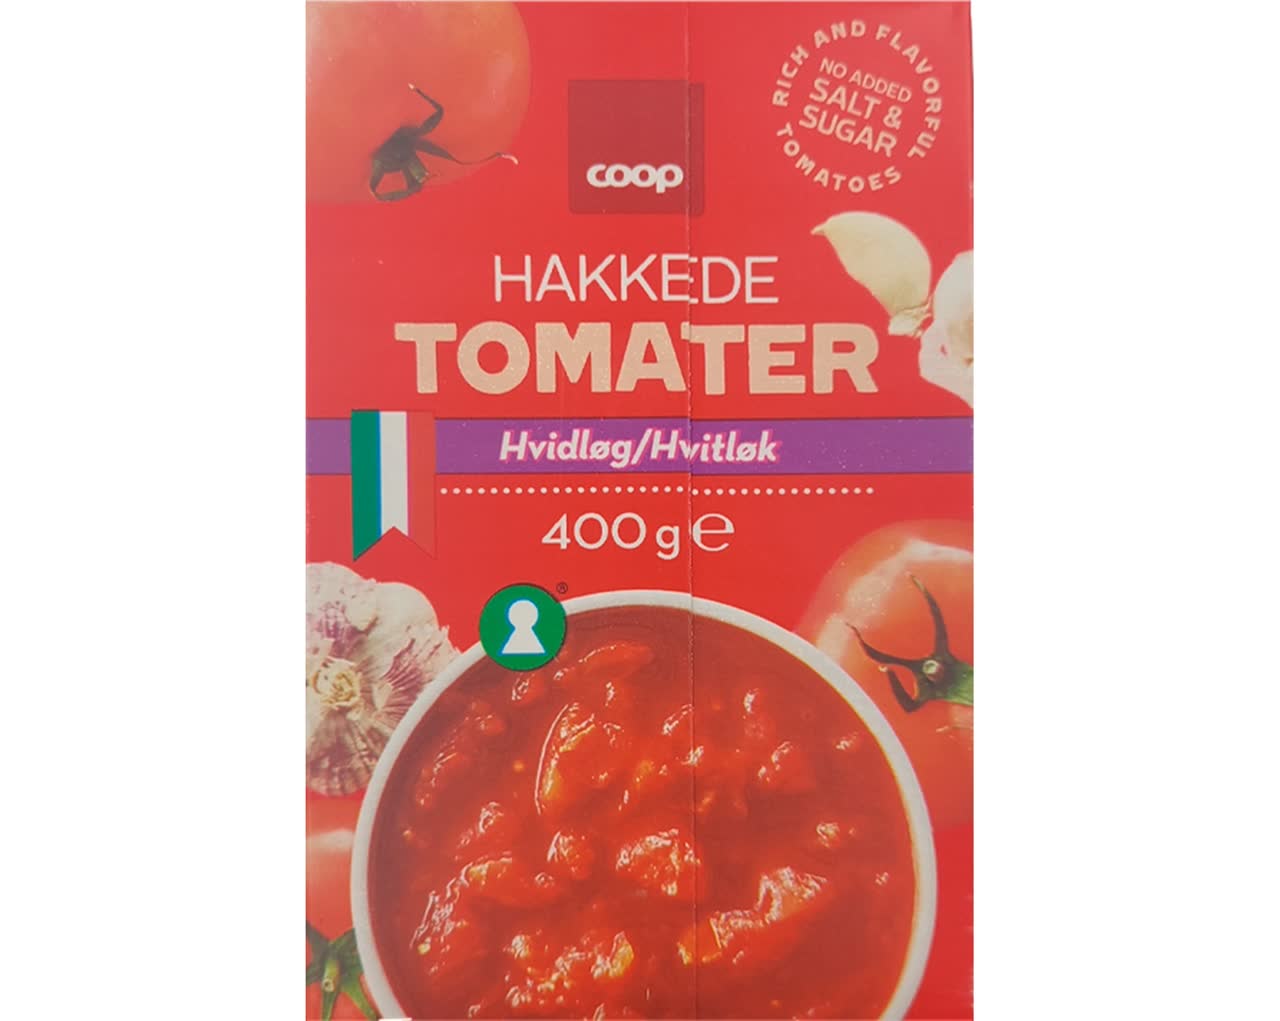 RICH AND FLAVORFUL
NO ADDED
SALT &
SUGAR
TOMATOES
coop
HAKKEDE
TOMATER
Hvidløg/Hvitløk
400 g ℮
®